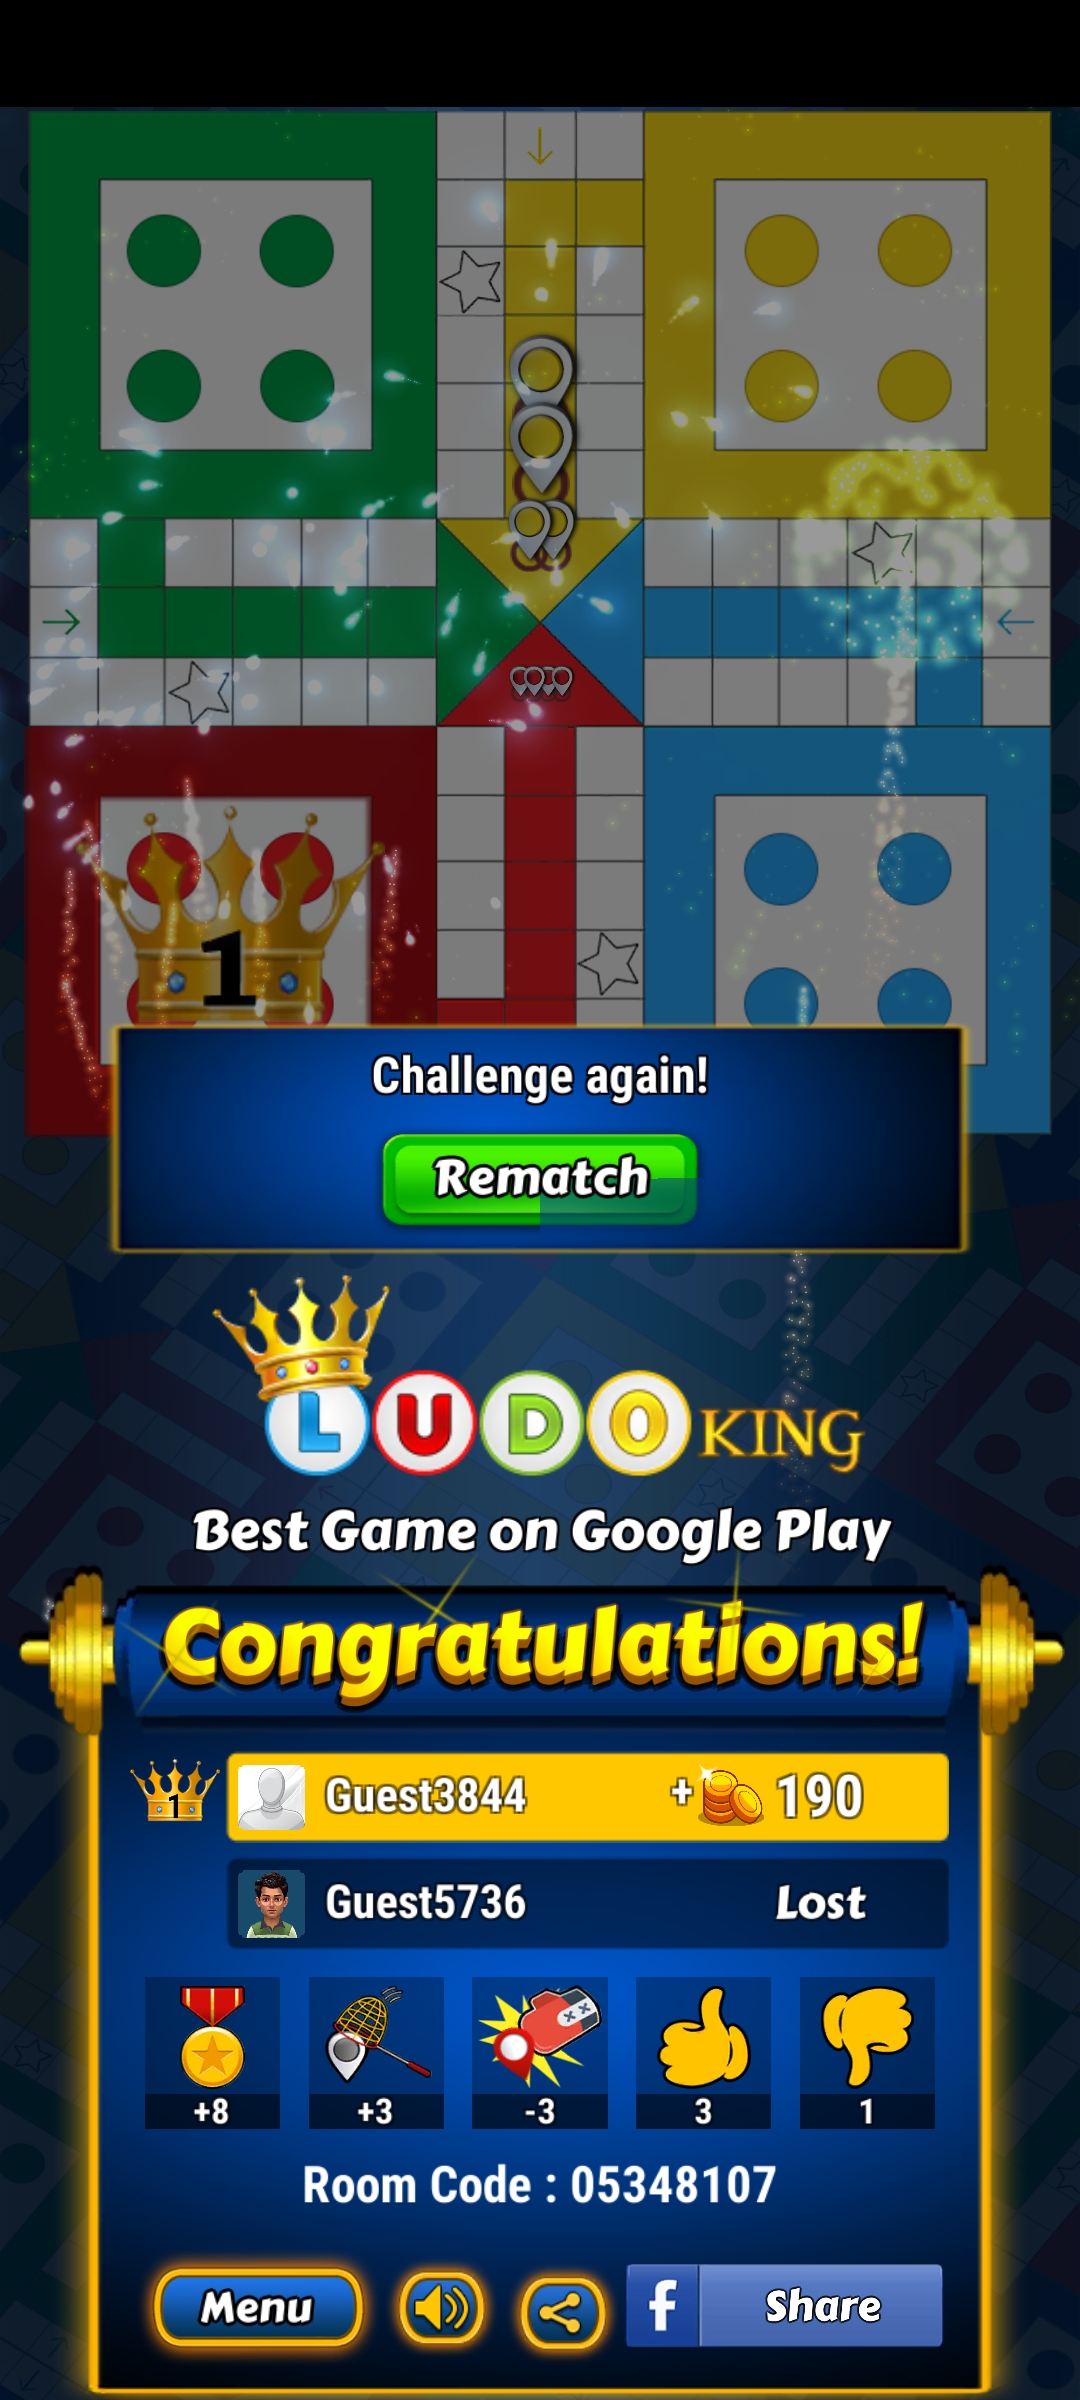 1
Challenge again!
Rematch
LUDO KING
Best Game on Google Play
Congratulations!
1 Guest3844 + 190
Guest5736 Lost
+8 +3 -3 3 1
Room Code : 05348107
Menu f Share